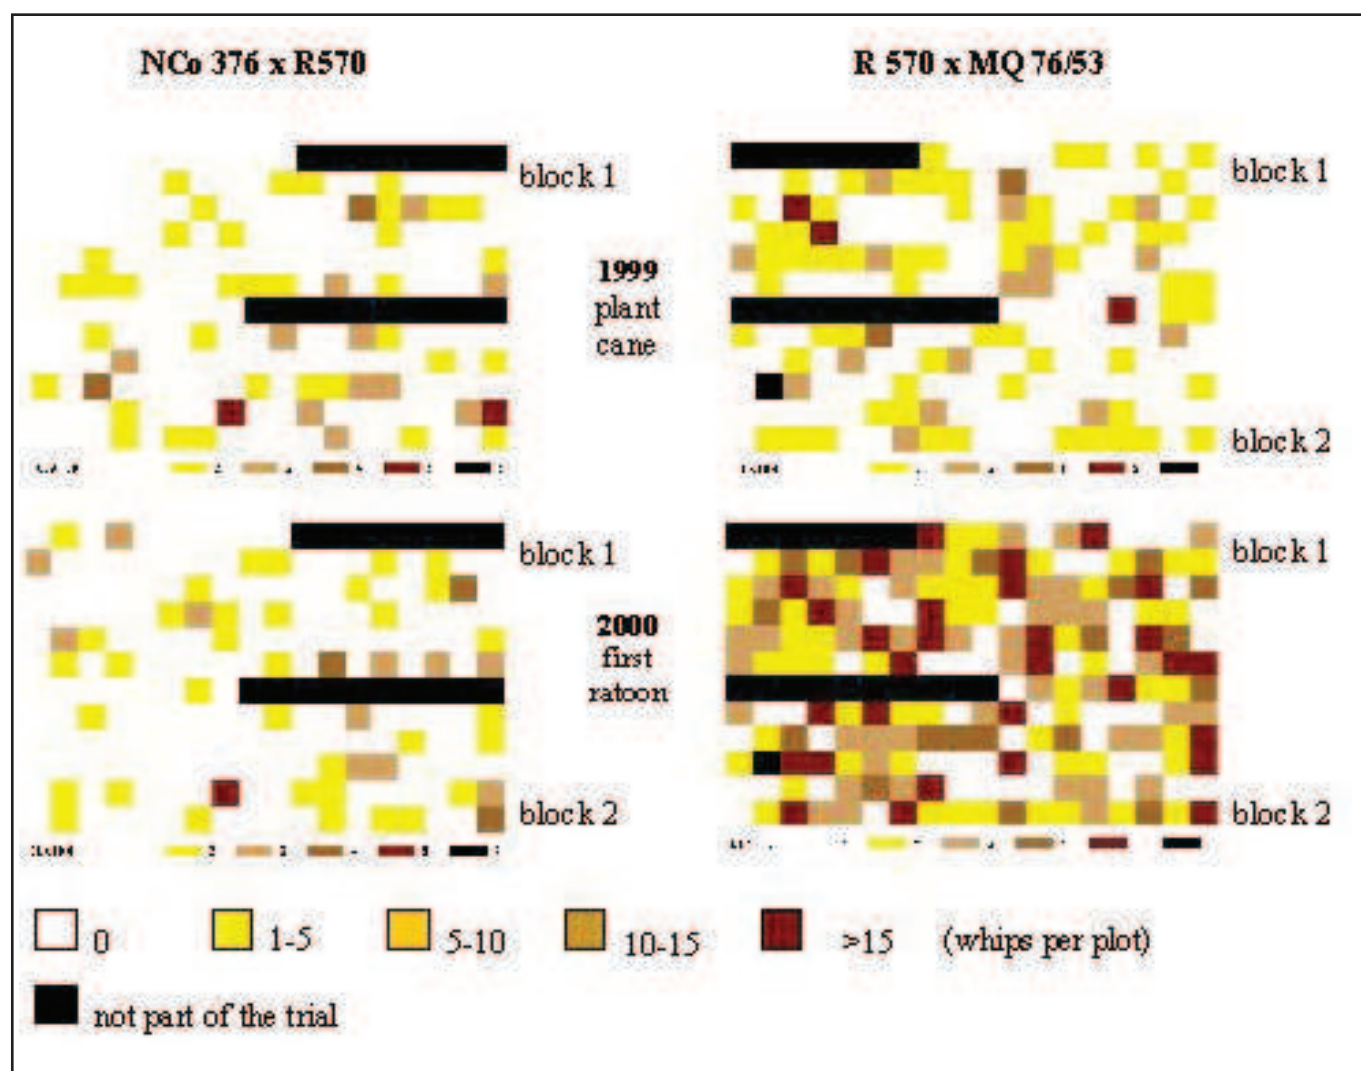 NCo 376 x R570
R 570 x MQ 76/53
block 1
block 1
1999
plant
cane
block 2
block 1
block 1
2000
first
ratoon
block 2
block 2
0
1-5
5-10
10-15
>15
(whips per plot)
not part of the trial